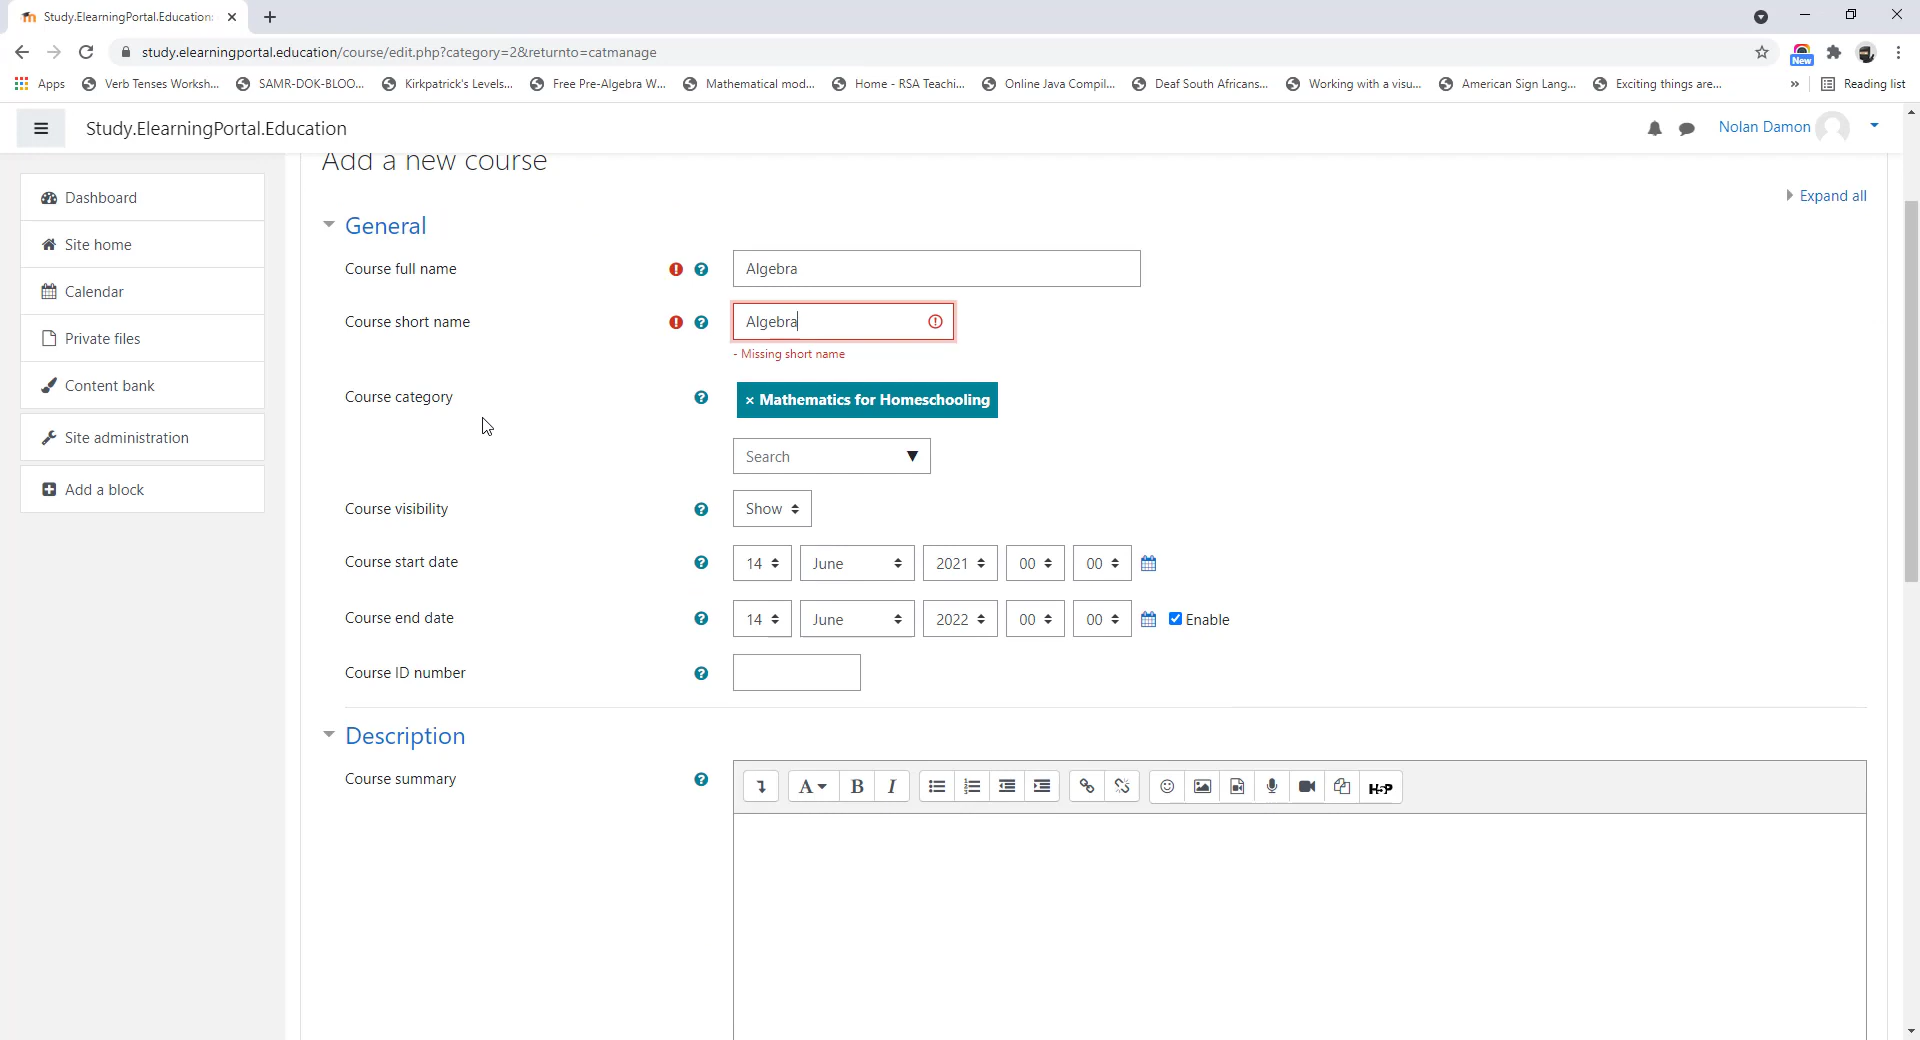 Study.ElearningPortal.Education:
study.elearningportal.education/course/edit.php?category=2&returnto=catmanage
New
Apps
Verb Tenses Worksh...
SAMR-DOK-BLOO...
Kirkpatrick's Levels...
Free Pre-Algebra W...
Mathematical mod...
Home - RSA Teachi...
Online Java Compil...
Deaf South Africans...
Working with a visu...
American Sign Lang...
Exciting things are...
»
Reading list
Study.ElearningPortal.Education
Nolan Damon
Dashboard
Site home
Calendar
Private files
Content bank
Site administration
Add a block
Add a new course
Expand all
General
Course full name
Algebra
Course short name
Algebra
- Missing short name
Course category
× Mathematics for Homeschooling
Search ▼
Course visibility
Show
Course start date
14 June 2021 00 00
Course end date
14 June 2022 00 00 Enable
Course ID number
Description
Course summary
A B I H5P